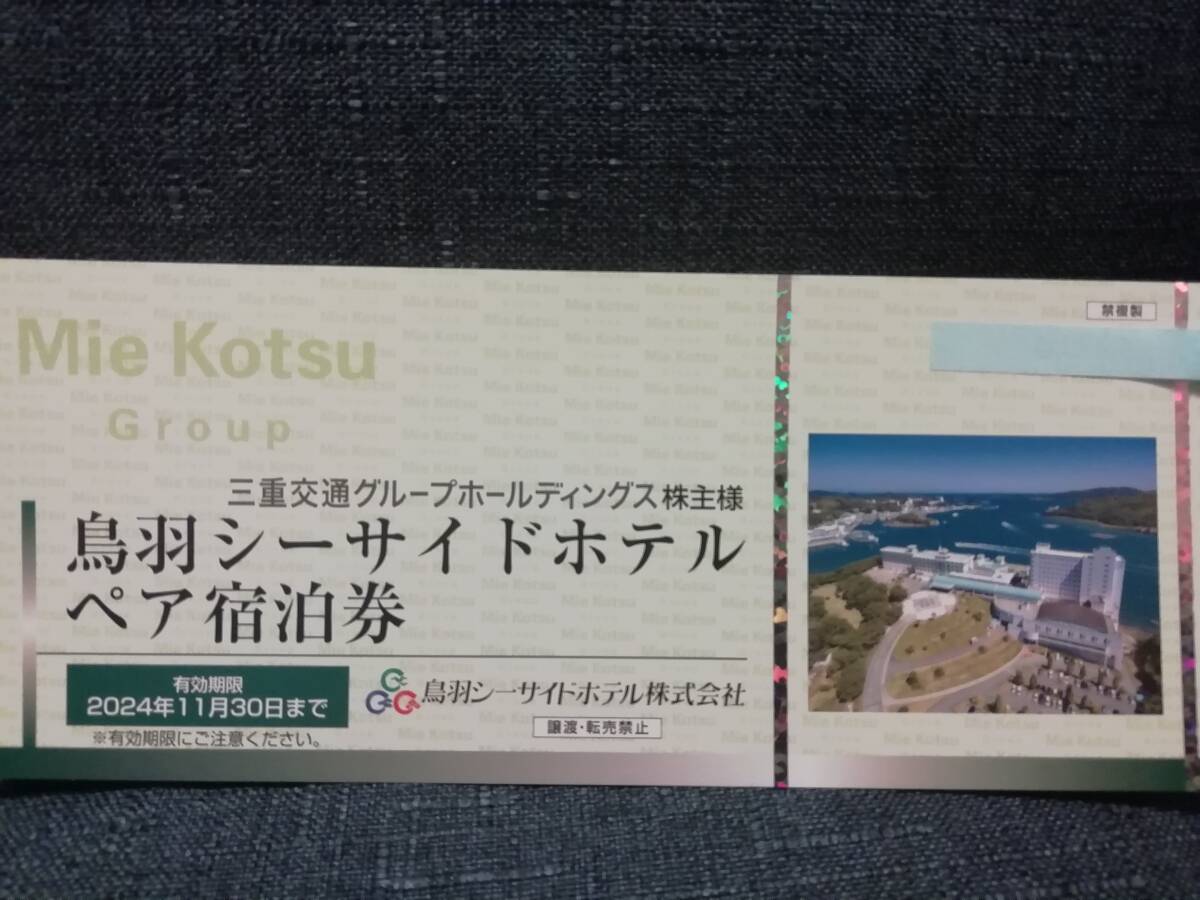 Mie Kotsu
Group
三重交通グループホールディングス株主様
鳥羽シーサイドホテル
ペア宿泊券
有効期限
2024年11月30日まで
※有効期限にご注意ください。
鳥羽シーサイドホテル株式会社
譲渡・転売禁止
禁複製